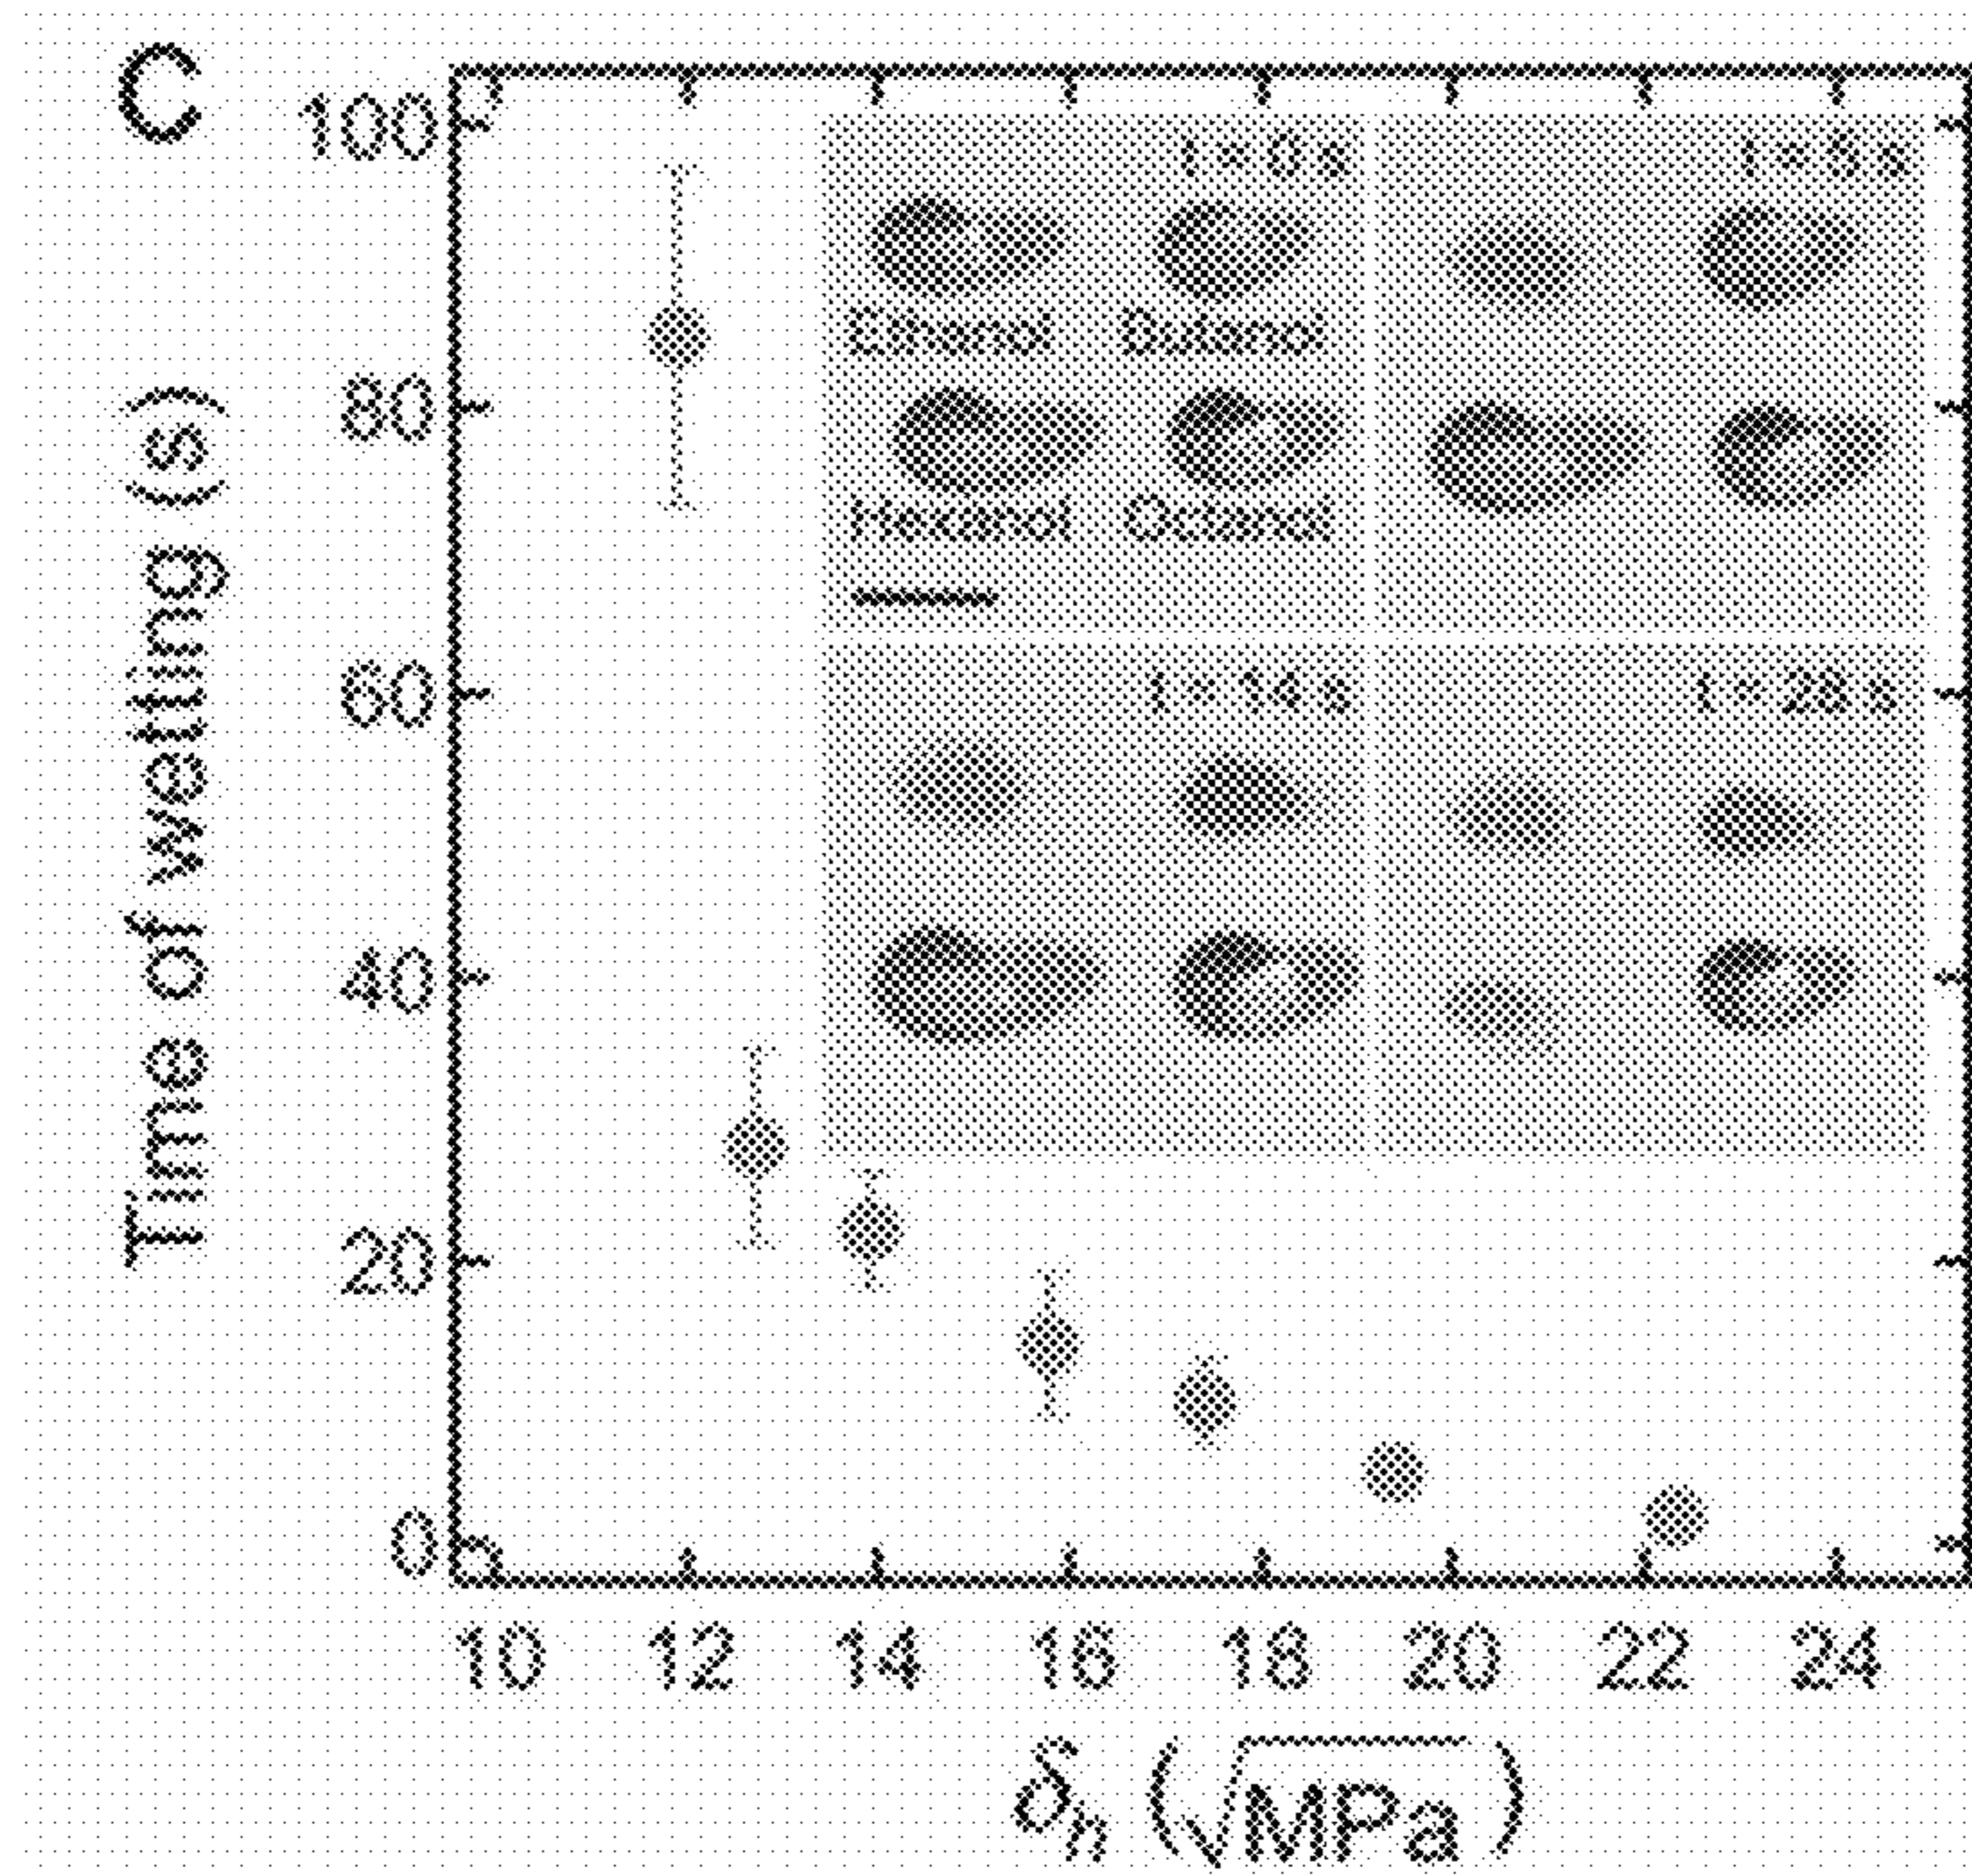 C
Time of wetting (s)
100
80
60
40
20
0
t = 0 s
Ethanol Butanol
Hexanol Octanol
t = 14 s
t = 28 s
10 12 14 16 18 20 22 24
δh (√MPa)